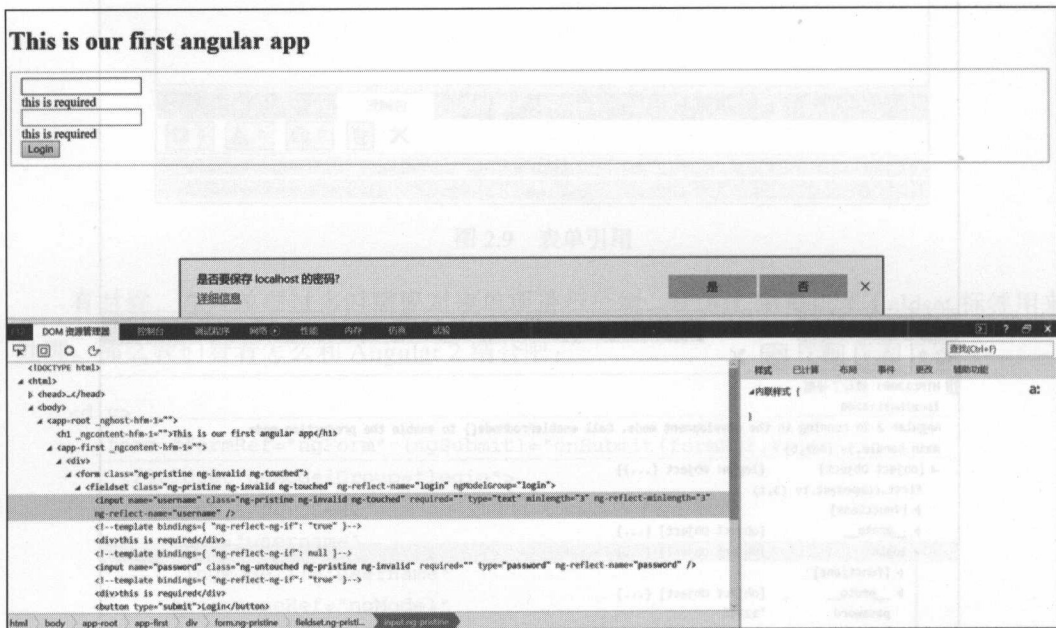 This is our first angular app
this is required
this is required
Login
图 2.9 表单引用
是否要保存 localhost 的密码?
详细信息
是 否 ×
F12 DOM 资源管理器 控制台 调试程序 网络 性能 内存 仿真 试验 ? ×
查找(Ctrl+F)
<!DOCTYPE html>
<html>
<head>…</head>
<body>
<app-root _nghost-hfm-1="">
<h1 _ngcontent-hfm-1="">This is our first angular app</h1>
<app-first _ngcontent-hfm-1="">
<div>
<form class="ng-pristine ng-invalid ng-touched">
<fieldset class="ng-pristine ng-invalid ng-touched" ng-reflect-name="login" ngModelGroup="login">
<input name="username" class="ng-pristine ng-invalid ng-touched" required="" type="text" minlength="3" ng-reflect-minlength="3"
ng-reflect-name="username" />
<!--template bindings={ "ng-reflect-ng-if": "true" }-->
<div>this is required</div>
<!--template bindings={ "ng-reflect-ng-if": null }-->
<input name="password" class="ng-untouched ng-pristine ng-invalid" required="" type="password" ng-reflect-name="password" />
<!--template bindings={ "ng-reflect-ng-if": "true" }-->
<div>this is required</div>
<button type="submit">Login</button>
html body app-root app-first div form.ng-pristine fieldset.ng-pristi... input.ng-pristine
样式 已计算 布局 事件 更改 辅助功能
内联样式 { a:
}